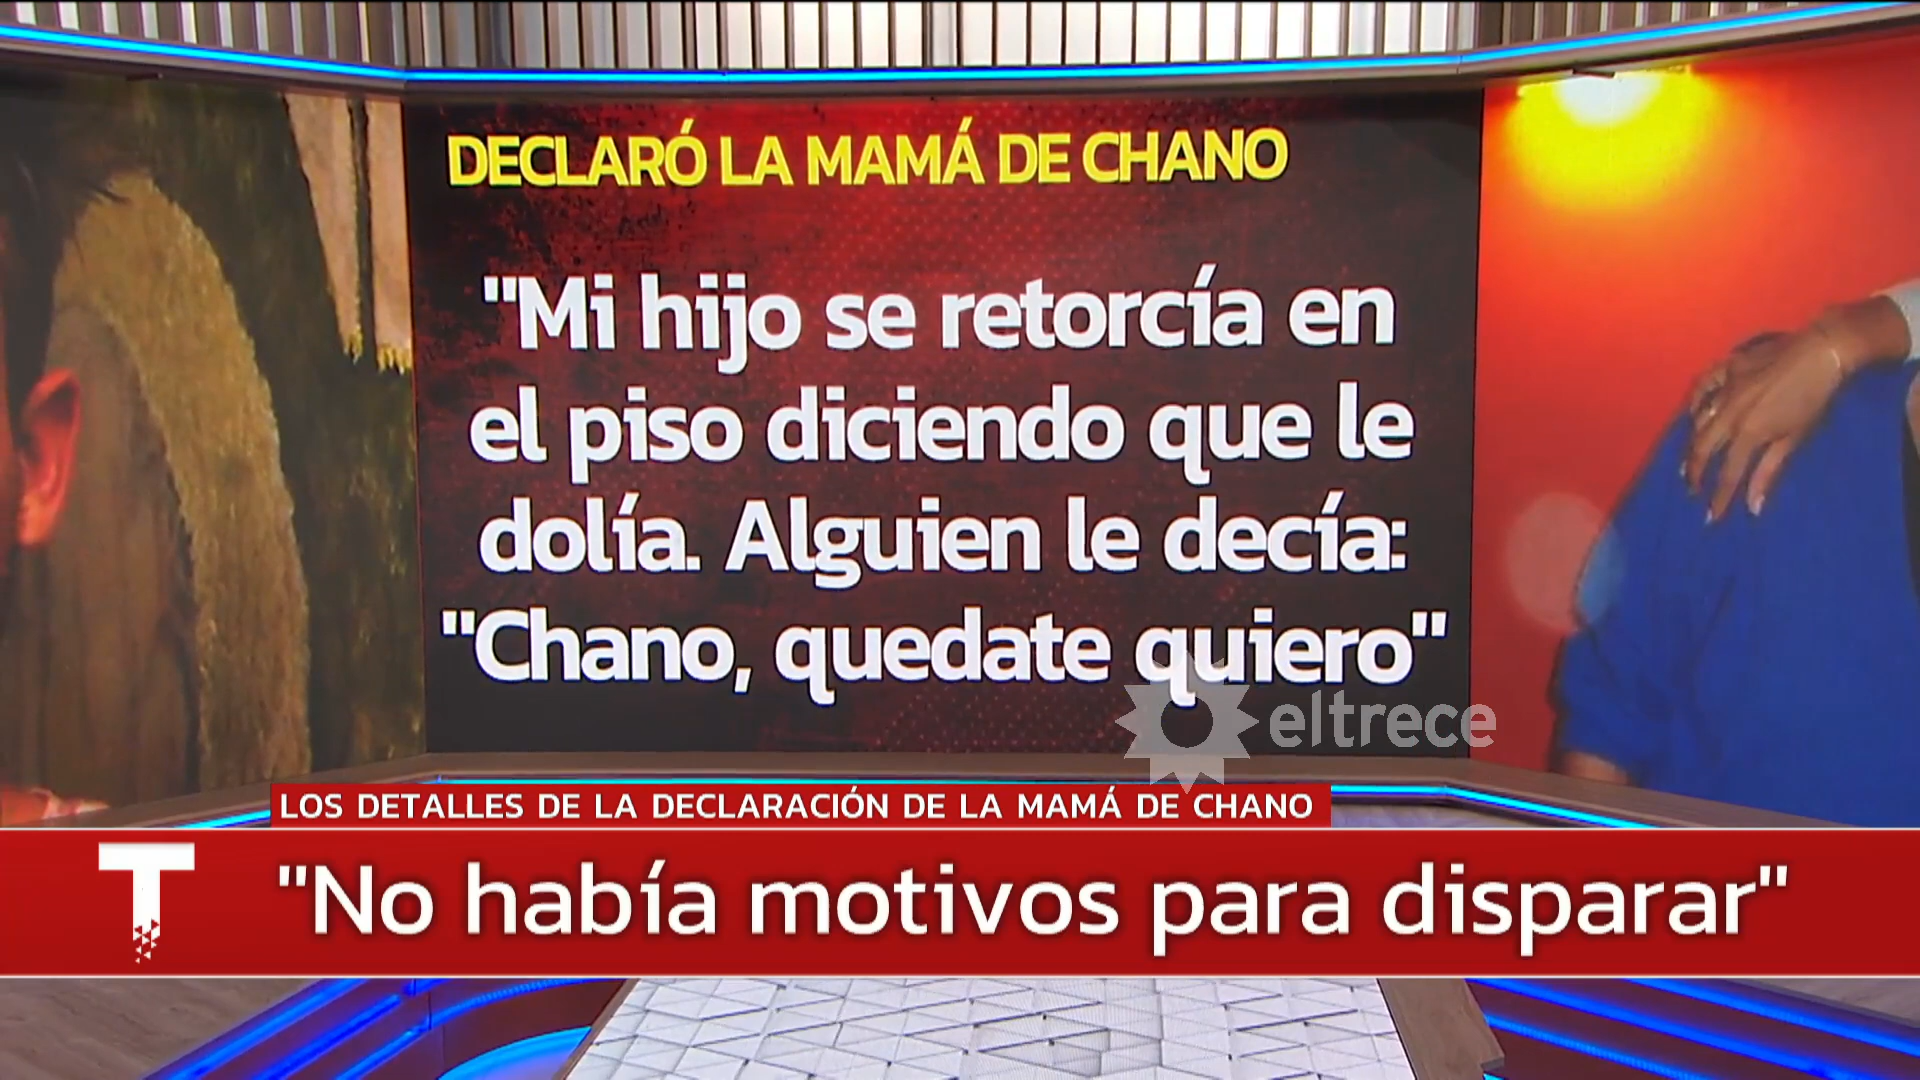 DECLARÓ LA MAMÁ DE CHANO
"Mi hijo se retorcía en
el piso diciendo que le
dolía. Alguien le decía:
"Chano, quedate quiero"
eltrece
LOS DETALLES DE LA DECLARACIÓN DE LA MAMÁ DE CHANO
T
"No había motivos para disparar"